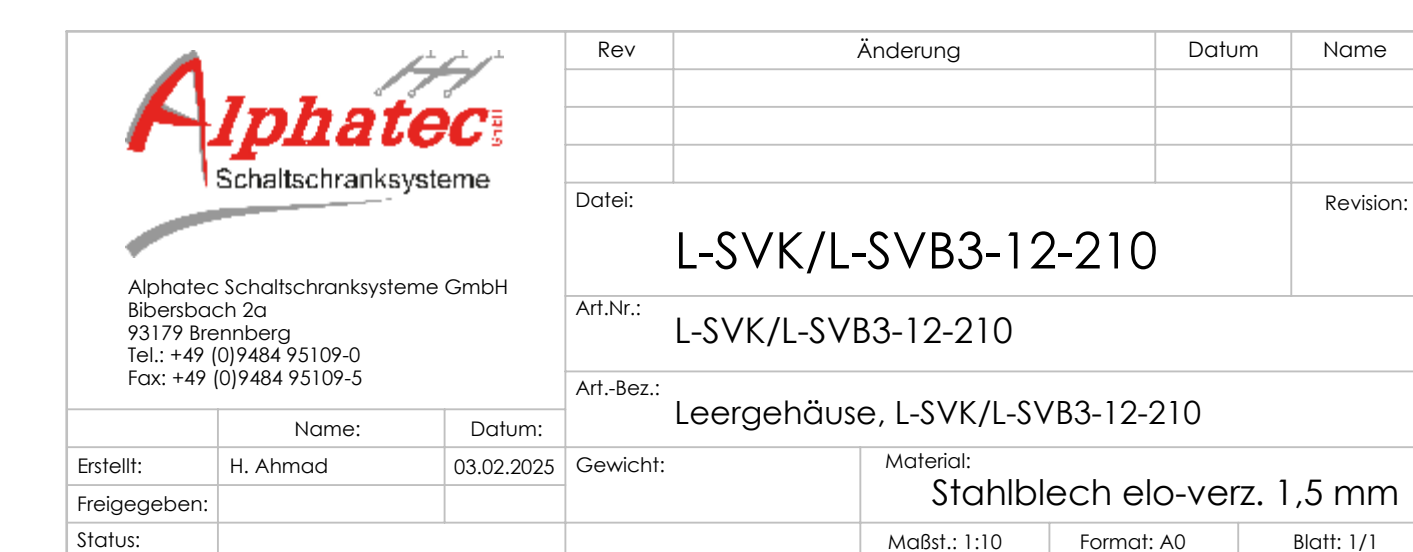 Alphatec GmbH
Schaltschranksysteme
Alphatec Schaltschranksysteme GmbH
Bibersbach 2a
93179 Brennberg
Tel.: +49 (0)9484 95109-0
Fax: +49 (0)9484 95109-5
Rev Änderung Datum Name
Datei: Revision:
L-SVK/L-SVB3-12-210
Art.Nr.:
L-SVK/L-SVB3-12-210
Art.-Bez.:
Leergehäuse, L-SVK/L-SVB3-12-210
Name: Datum:
Erstellt: H. Ahmad 03.02.2025
Freigegeben:
Status:
Gewicht:
Material:
Stahlblech elo-verz. 1,5 mm
Maßst.: 1:10 Format: A0 Blatt: 1/1